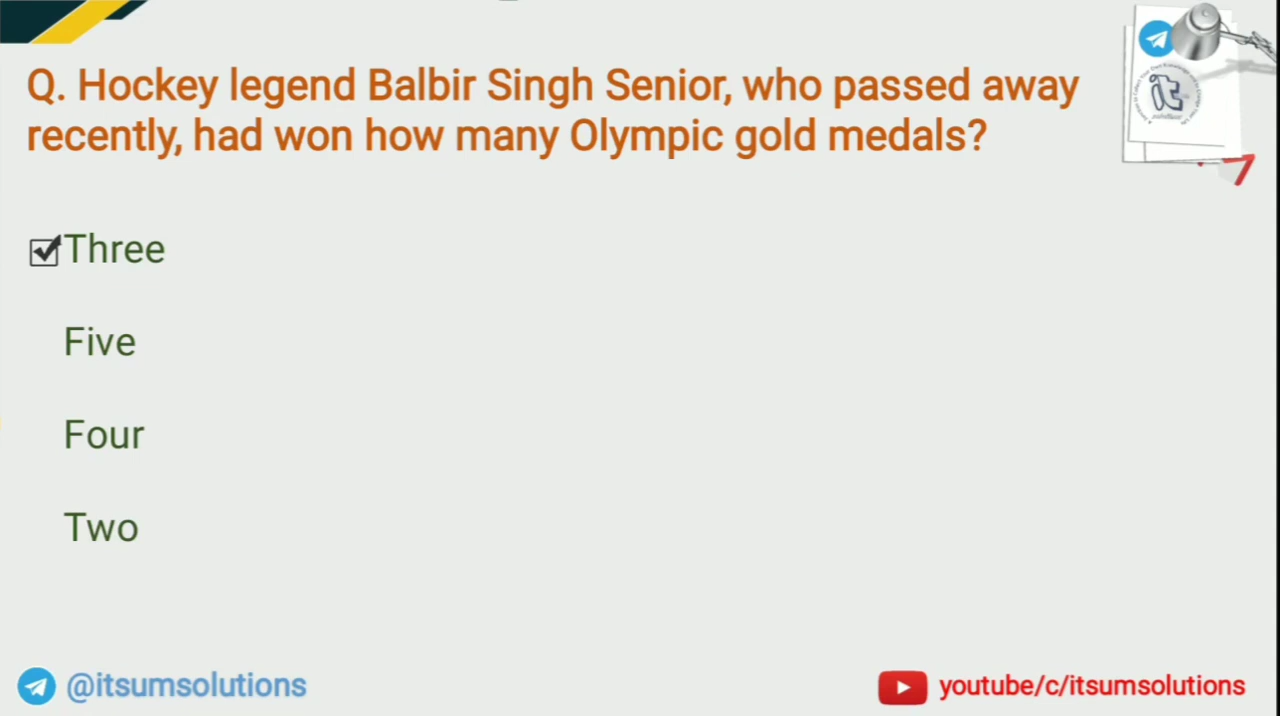 Q. Hockey legend Balbir Singh Senior, who passed away
recently, had won how many Olympic gold medals?
Three
Five
Four
Two
@itsumsolutions
youtube/c/itsumsolutions